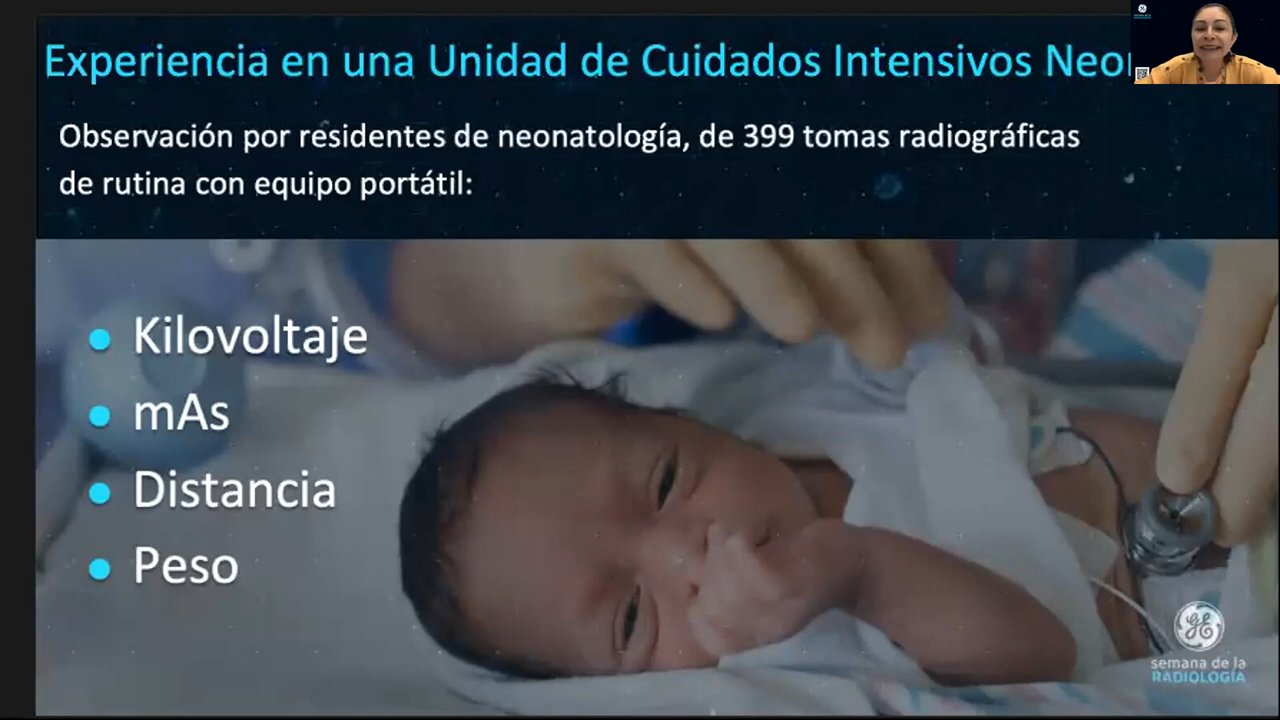 Experiencia en una Unidad de Cuidados Intensivos
Observación por residentes de neonatología, de 399 tomas radiográficas
de rutina con equipo portátil:
Kilovoltaje
mAs
Distancia
Peso
GE
semana de la
RADIOLOGÍA